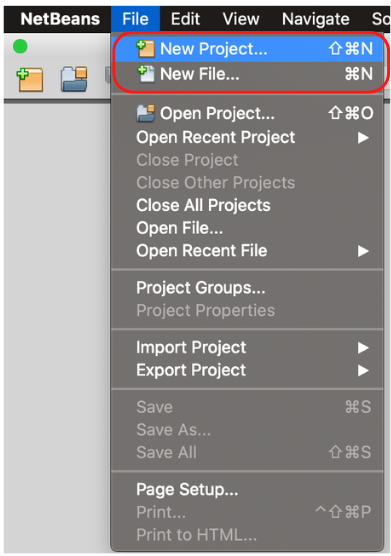 NetBeans File Edit View Navigate So
New Project... ⇧⌘N
New File... ⌘N
Open Project... ⇧⌘O
Open Recent Project ▶
Close Project
Close Other Projects
Close All Projects
Open File...
Open Recent File ▶
Project Groups...
Project Properties
Import Project ▶
Export Project ▶
Save ⌘S
Save As...
Save All ⇧⌘S
Page Setup...
Print... ^⇧⌘P
Print to HTML...